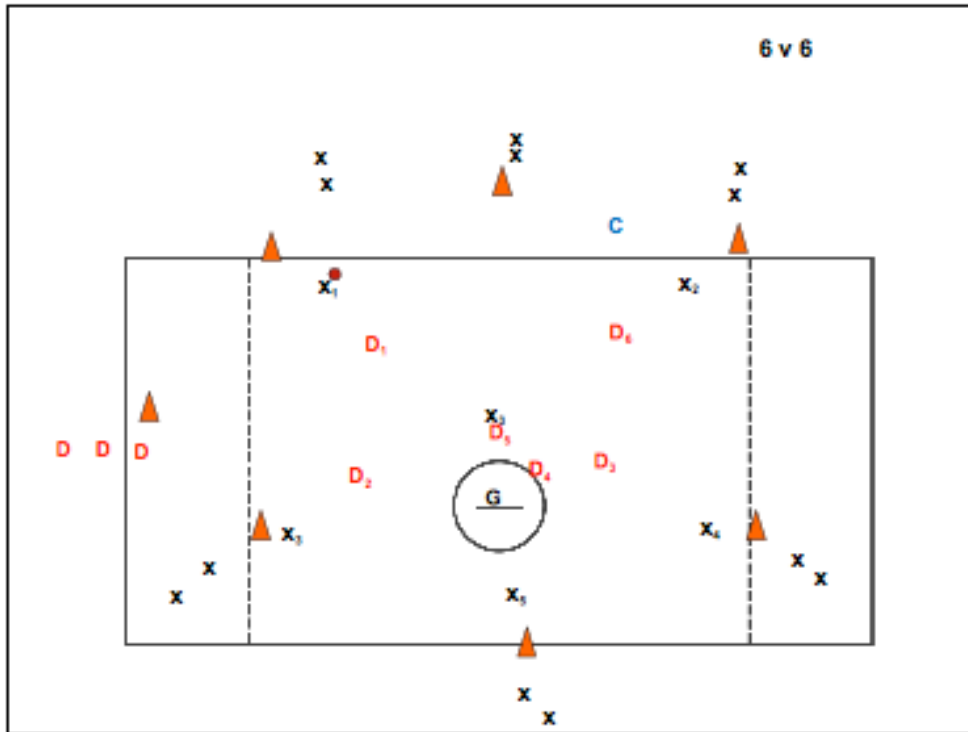 6 v 6
x
x
x
x
x
x
C
x₁
x₂
D₁
D₆
x₃
D₅
D D D
D₂
D₄
D₃
G
x₃
x₄
x
x
x
x
x₅
x
x